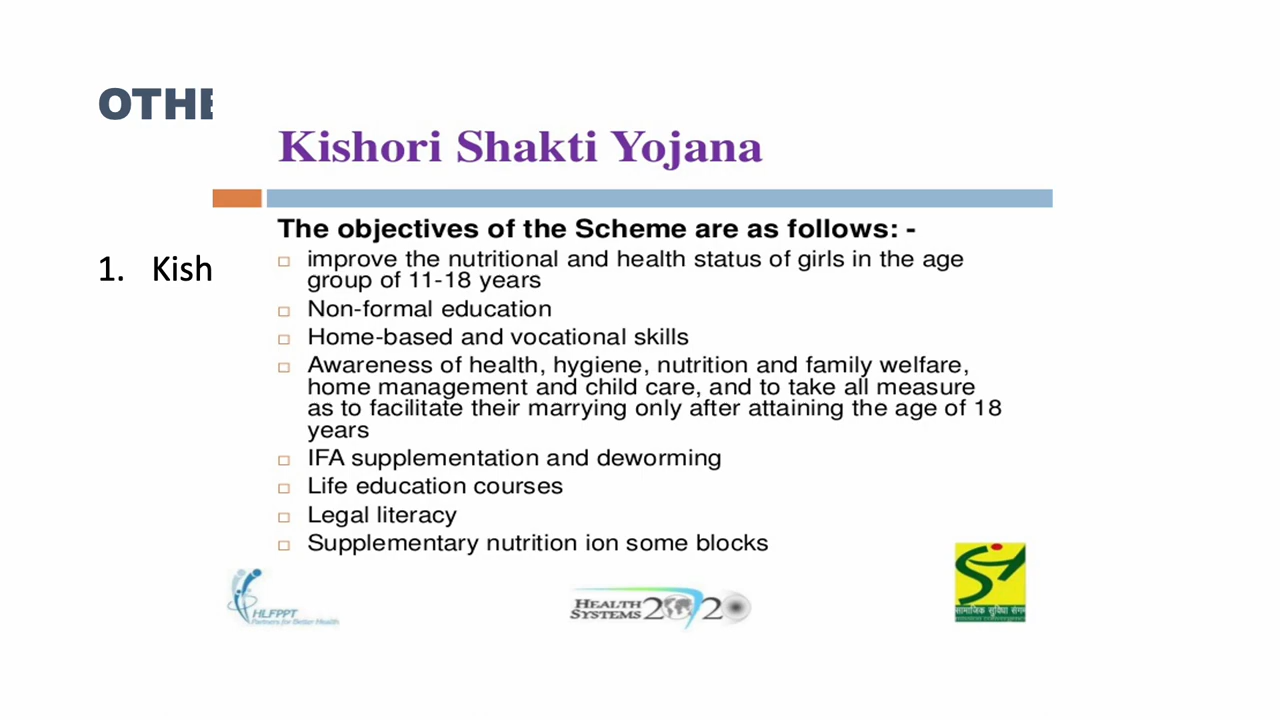 OTHE
Kishori Shakti Yojana
The objectives of the Scheme are as follows: -
1. Kish
improve the nutritional and health status of girls in the age
group of 11-18 years
Non-formal education
Home-based and vocational skills
Awareness of health, hygiene, nutrition and family welfare,
home management and child care, and to take all measure
as to facilitate their marrying only after attaining the age of 18
years
IFA supplementation and deworming
Life education courses
Legal literacy
Supplementary nutrition ion some blocks
HLFPPT
Partners for Better Health
HEALTH
SYSTEMS 2020
सामाजिक सुविधा संगम